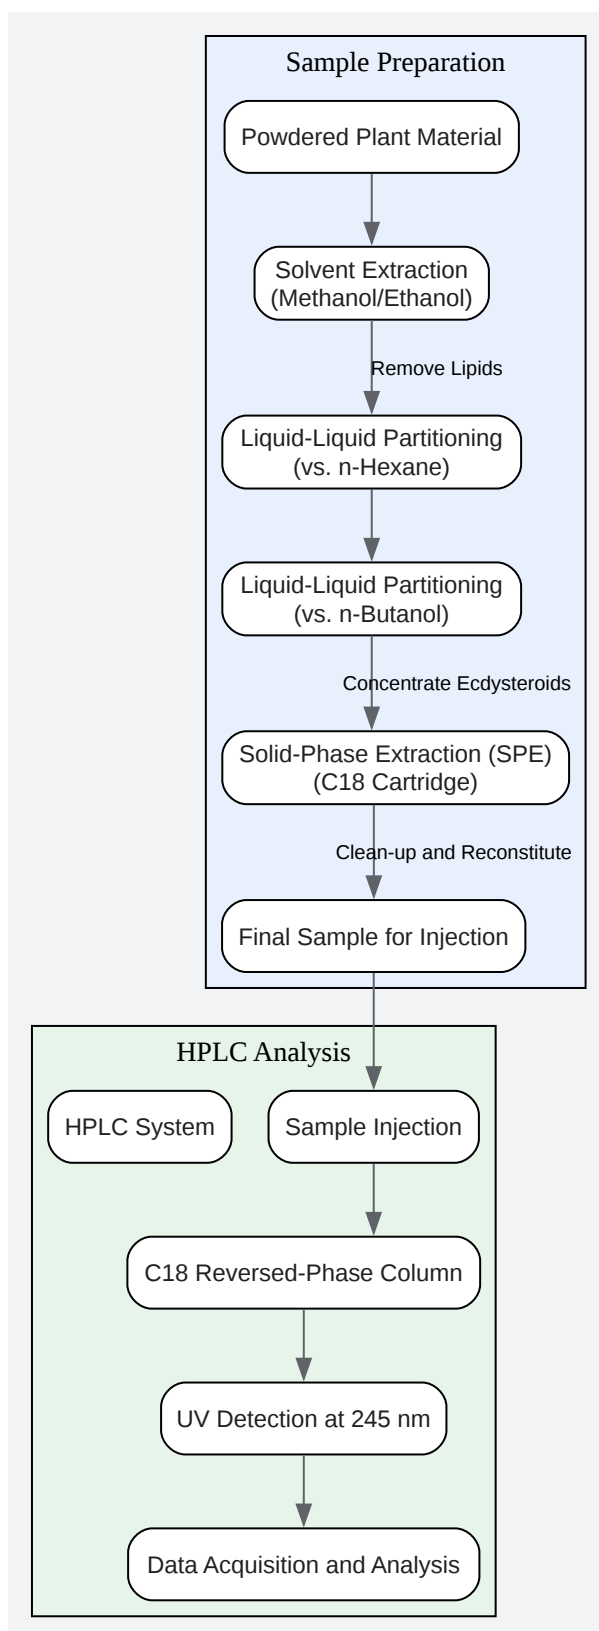 Sample Preparation
Powdered Plant Material
Solvent Extraction
(Methanol/Ethanol)
Remove Lipids
Liquid-Liquid Partitioning
(vs. n-Hexane)
Liquid-Liquid Partitioning
(vs. n-Butanol)
Concentrate Ecdysteroids
Solid-Phase Extraction (SPE)
(C18 Cartridge)
Clean-up and Reconstitute
Final Sample for Injection
HPLC Analysis
HPLC System
Sample Injection
C18 Reversed-Phase Column
UV Detection at 245 nm
Data Acquisition and Analysis